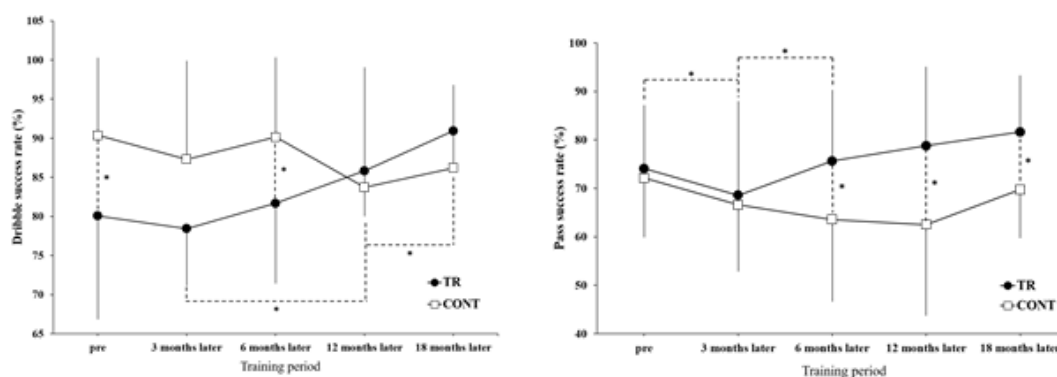 Dribble success rate (%)
105
100
95
90
85
80
75
70
65
*
*
*
*
TR
CONT
pre
3 months later
6 months later
12 months later
18 months later
Training period
Pass success rate (%)
100
90
80
70
60
50
40
*
*
*
*
*
TR
CONT
pre
3 months later
6 months later
12 months later
18 months later
Training period